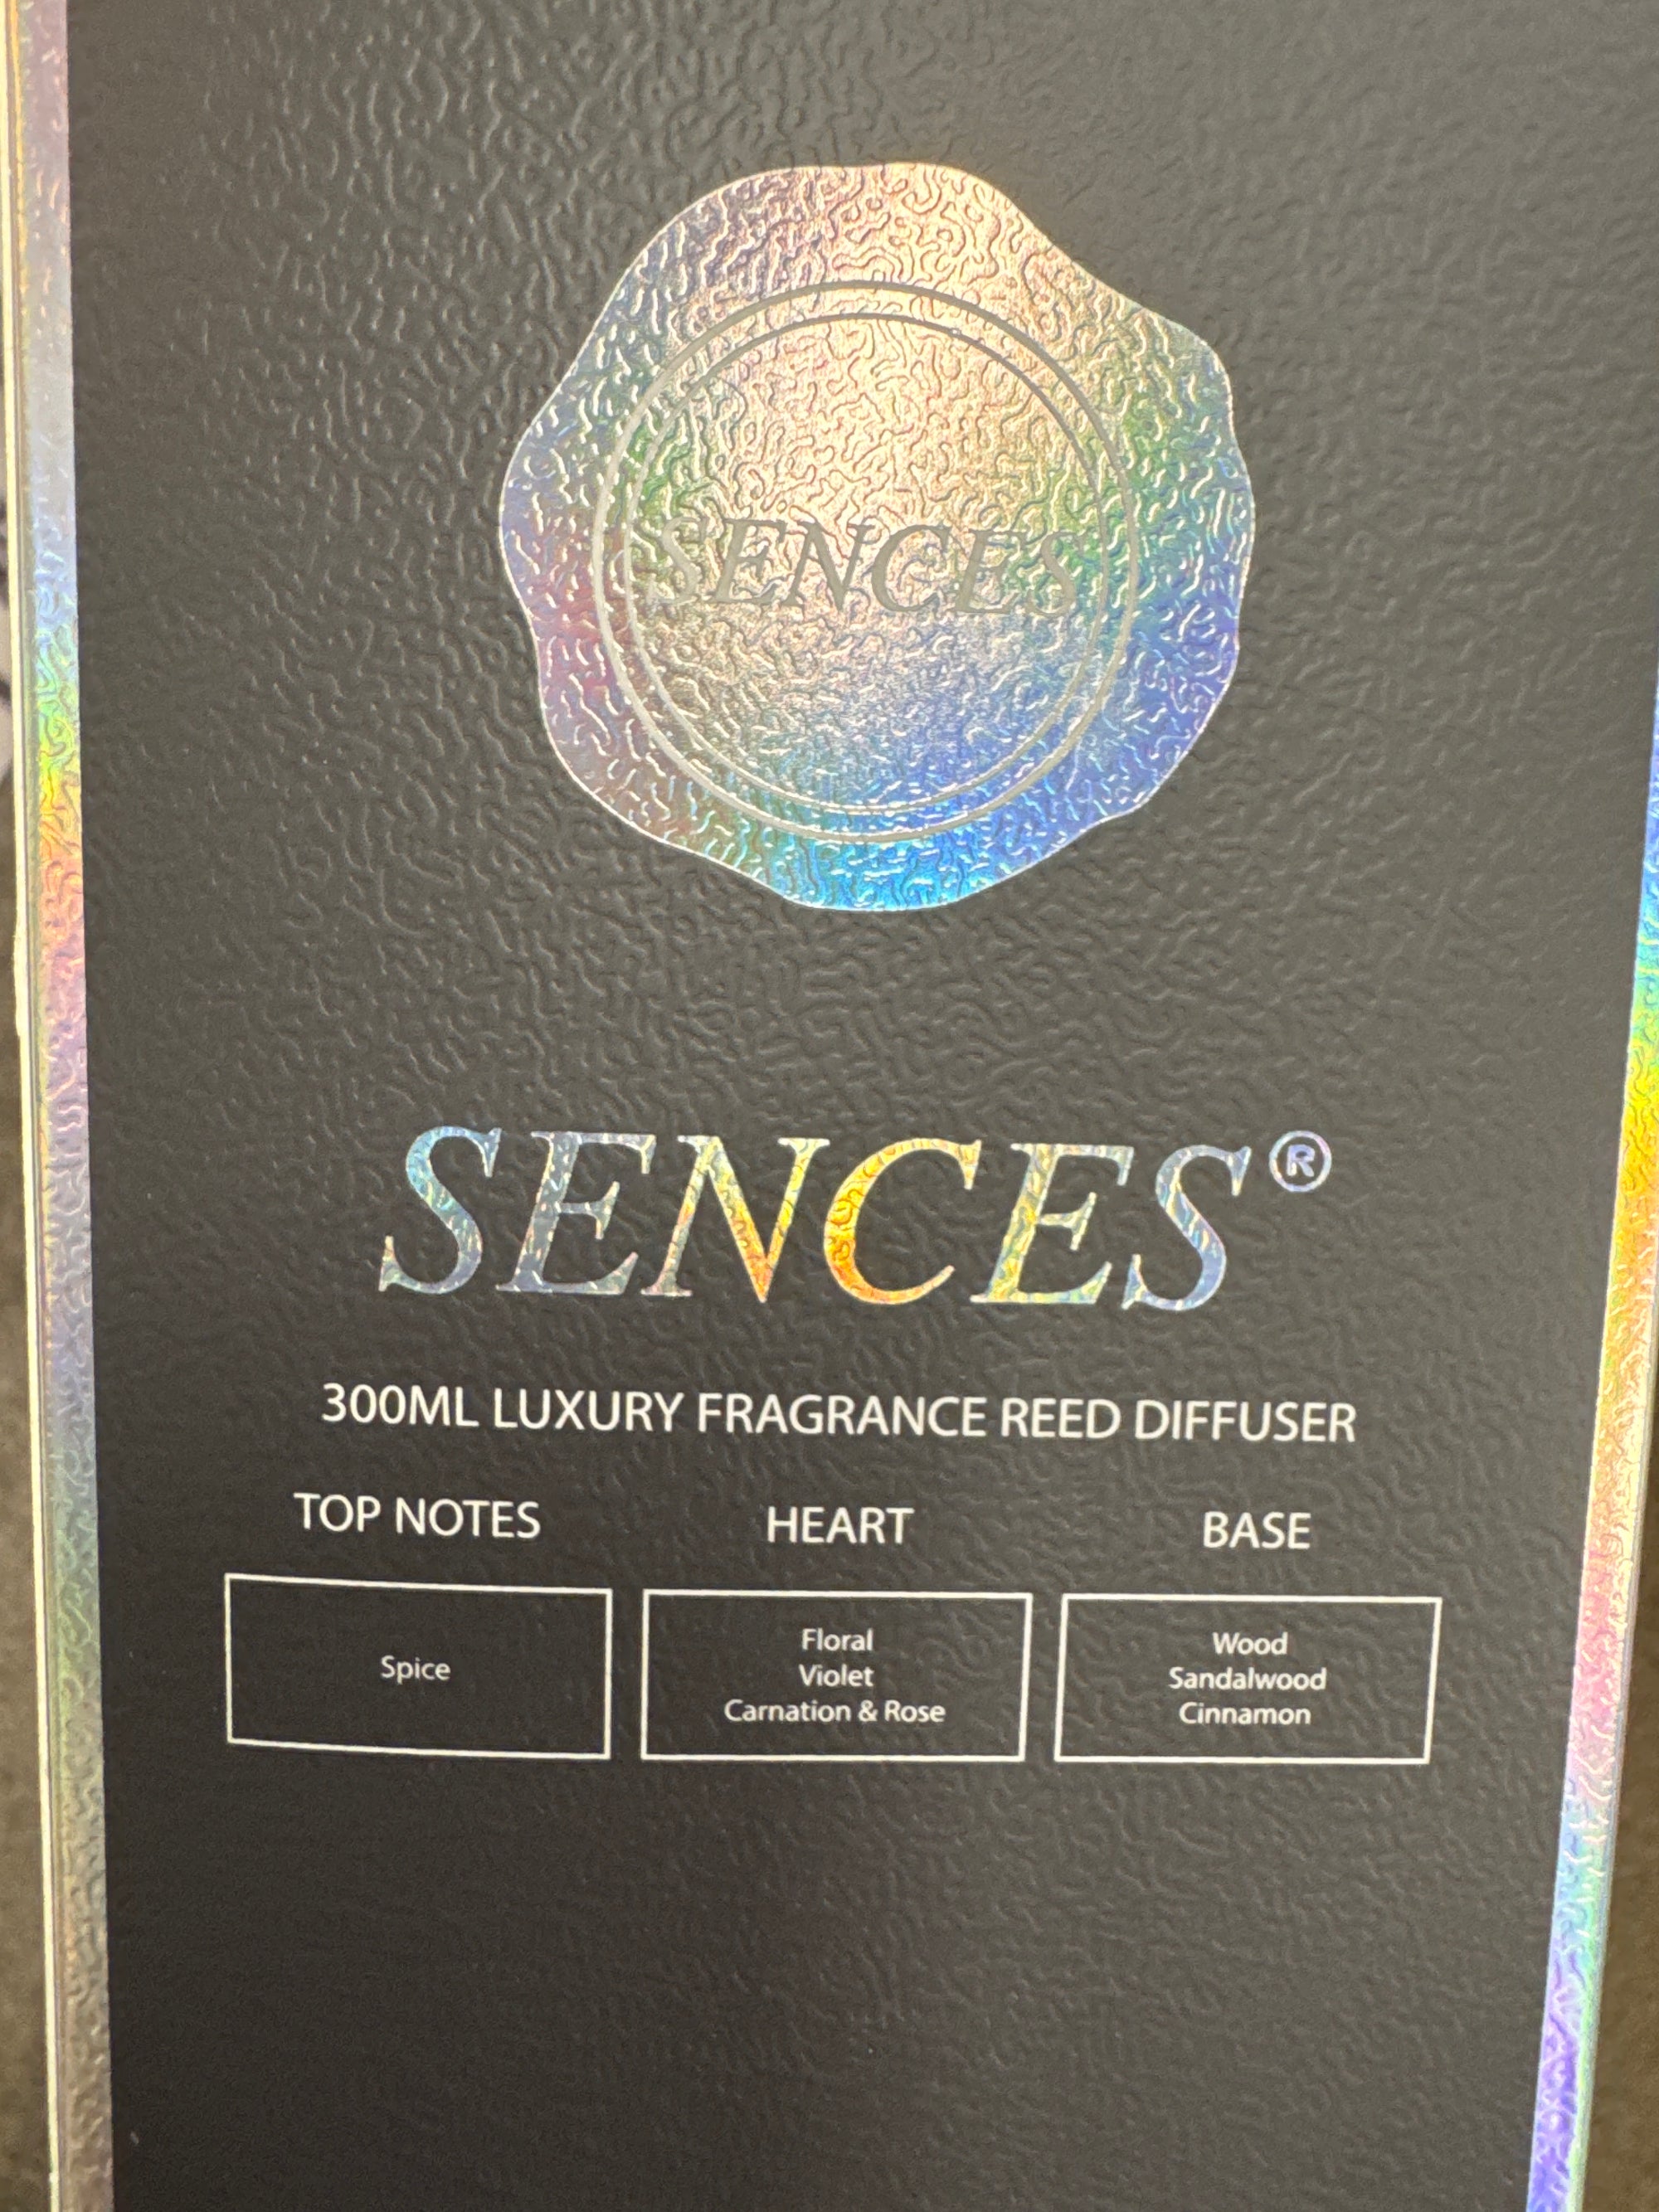 SENCES
SENCES®
300ML LUXURY FRAGRANCE REED DIFFUSER
TOP NOTES HEART BASE
Spice
Floral
Violet
Carnation & Rose
Wood
Sandalwood
Cinnamon